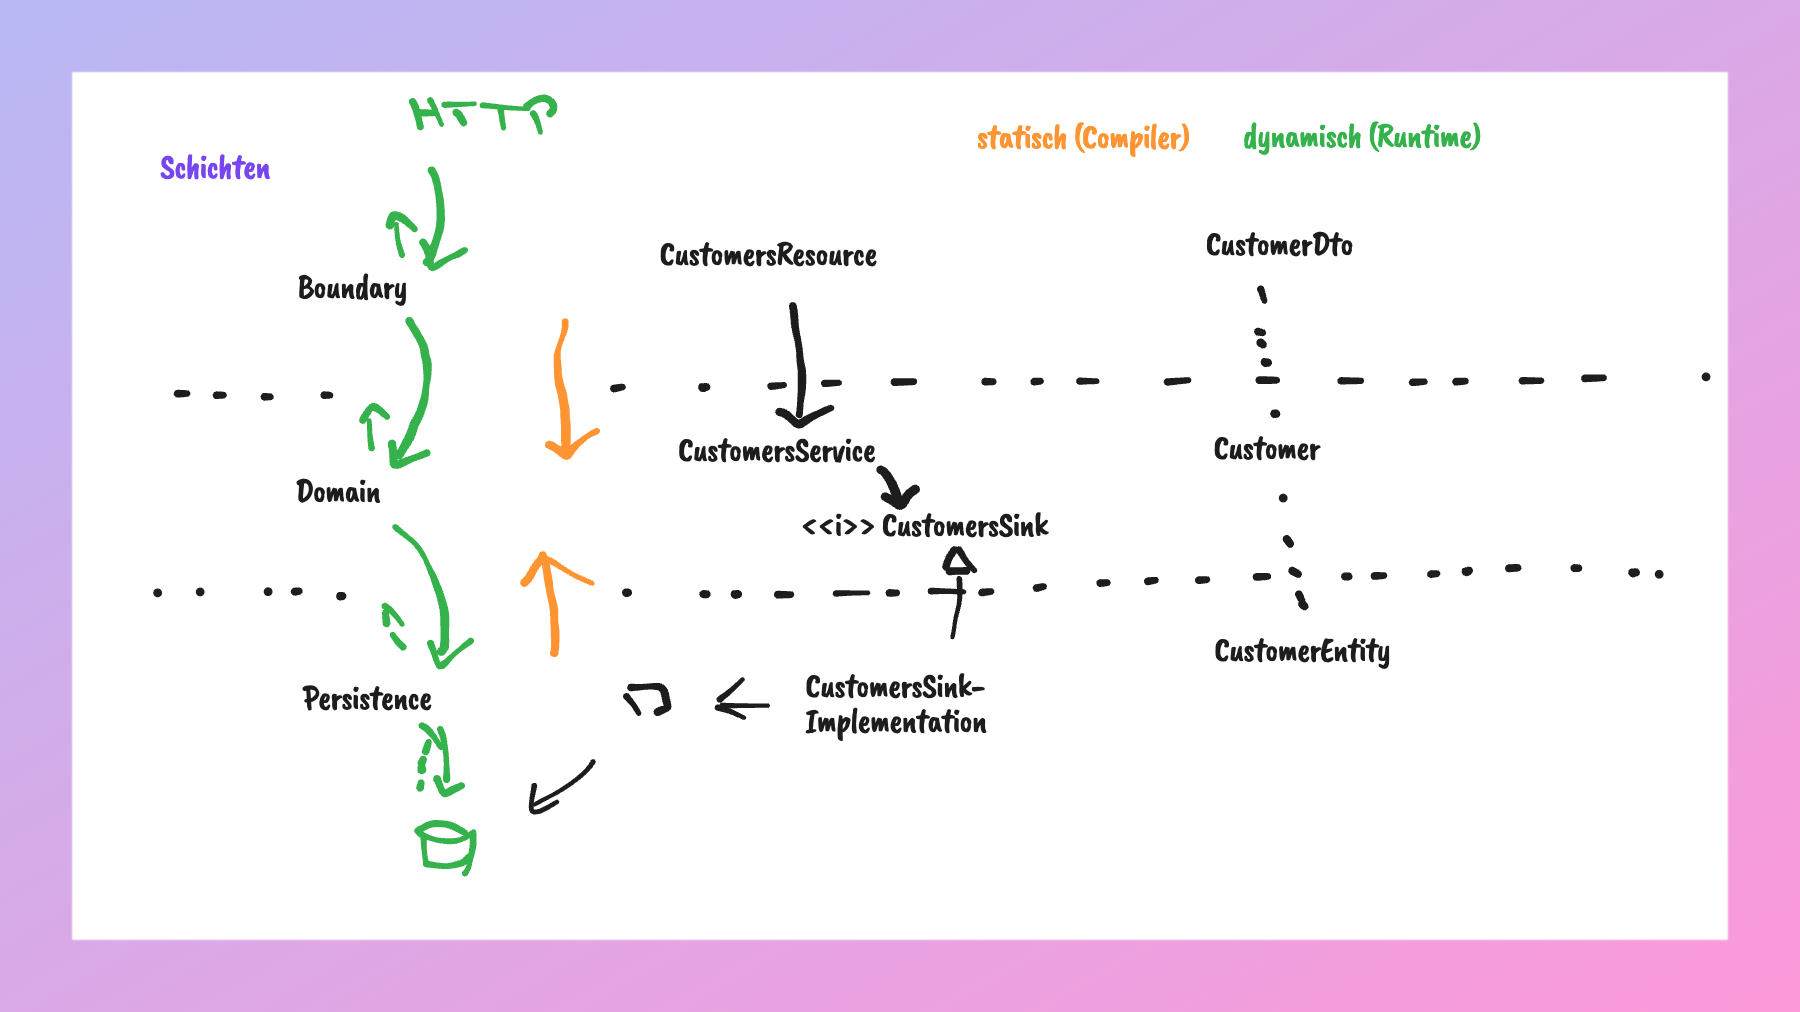 HTTP
statisch (Compiler) dynamisch (Runtime)
Schichten
CustomersResource
CustomerDto
Boundary
CustomersService
Customer
Domain
<<i>> CustomersSink
CustomerEntity
Persistence
CustomersSink-
Implementation